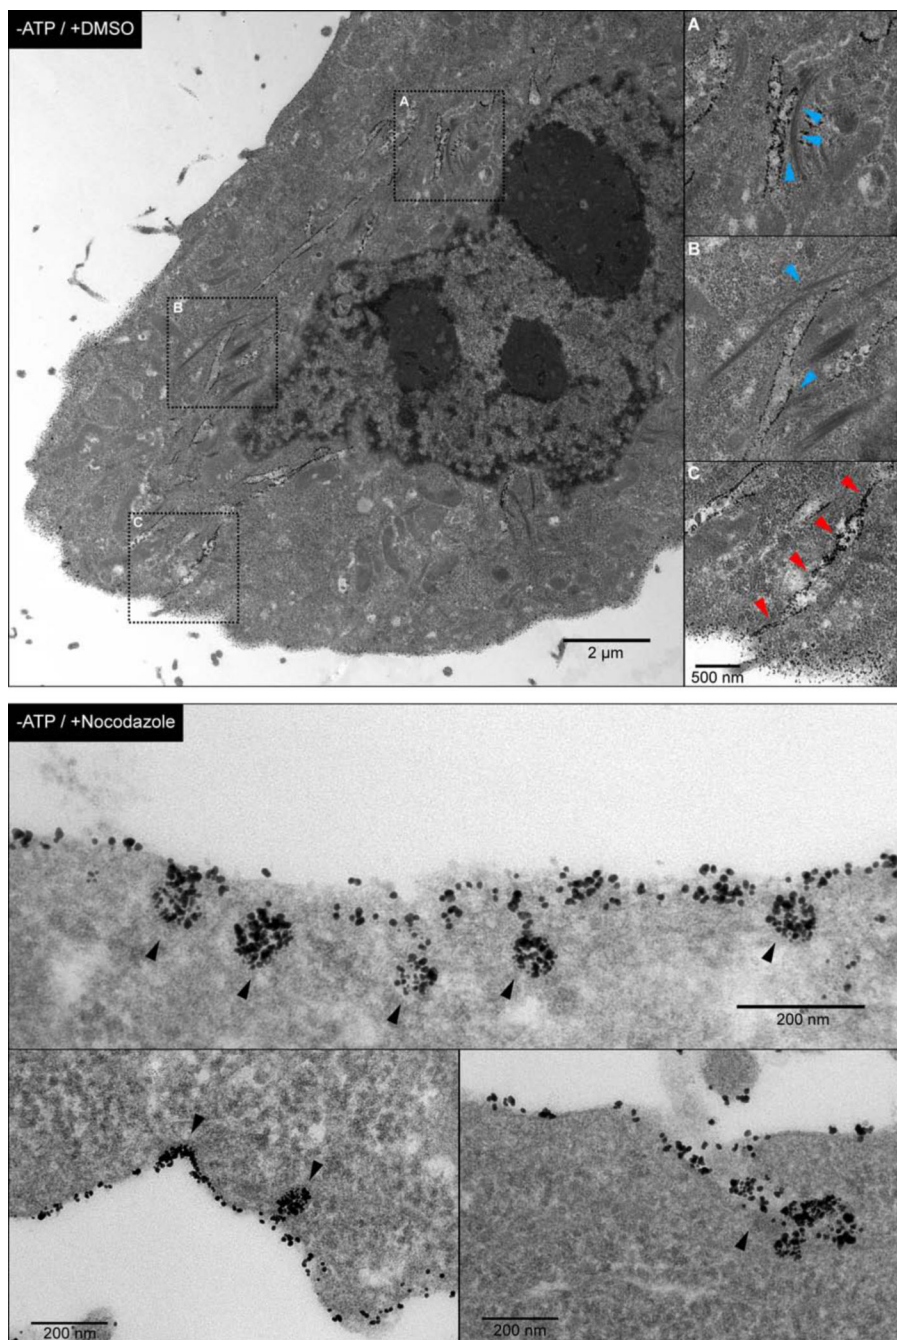 -ATP / +DMSO
A
B
C
2 µm
A
B
C
500 nm
-ATP / +Nocodazole
200 nm
200 nm
200 nm